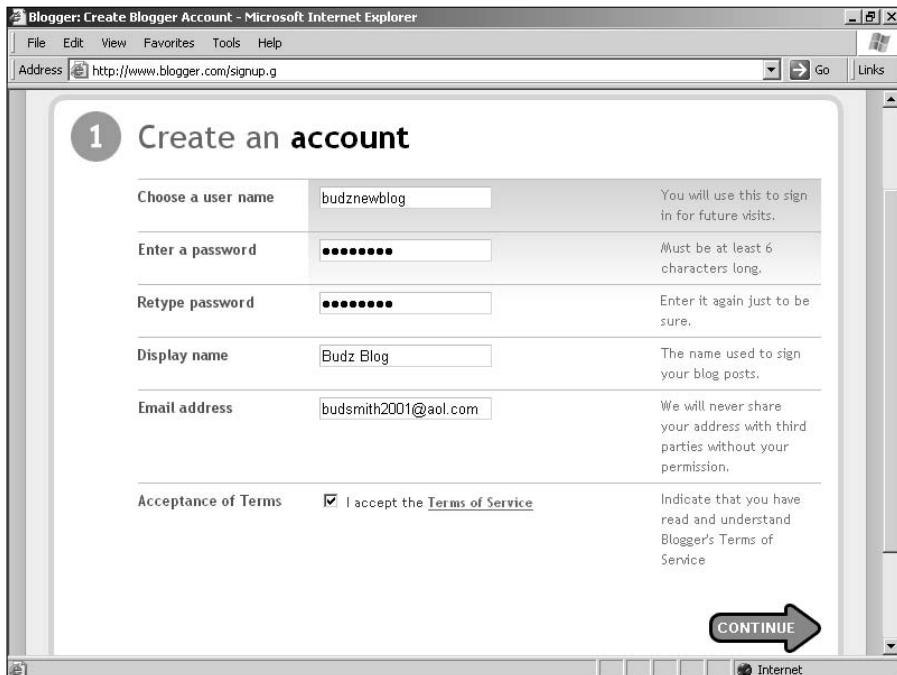 Blogger: Create Blogger Account - Microsoft Internet Explorer
File Edit View Favorites Tools Help
Address http://www.blogger.com/signup.g Go Links
1 Create an account
Choose a user name budznewblog You will use this to sign
in for future visits.
Enter a password •••••••• Must be at least 6
characters long.
Retype password •••••••• Enter it again just to be
sure.
Display name Budz Blog The name used to sign
your blog posts.
Email address budsmith2001@aol.com We will never share
your address with third
parties without your
permission.
Acceptance of Terms I accept the Terms of Service Indicate that you have
read and understand
Blogger's Terms of
Service
CONTINUE
Internet